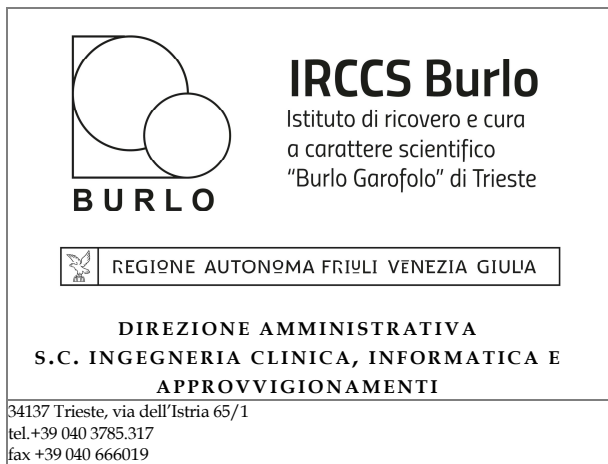 BURLO
IRCCS Burlo
Istituto di ricovero e cura
a carattere scientifico
“Burlo Garofolo” di Trieste
REGIONE AUTONOMA FRIULI VENEZIA GIULIA
DIREZIONE AMMINISTRATIVA
S.C. INGEGNERIA CLINICA, INFORMATICA E
APPROVVIGIONAMENTI
34137 Trieste, via dell’Istria 65/1
tel.+39 040 3785.317
fax +39 040 666019